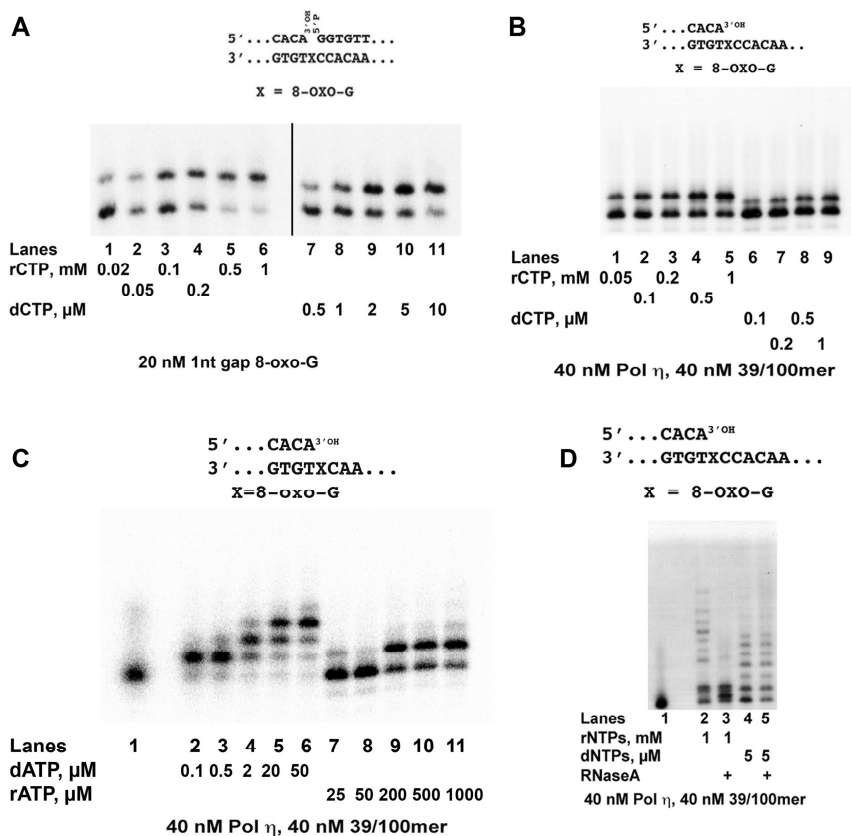 A
3'OH
5'P
5'...CACA GGTGTT...
3'...GTGTXCCACAA...
X = 8-OXO-G
Lanes 1 2 3 4 5 6 7 8 9 10 11
rCTP, mM 0.02 0.1 0.5 1
0.05 0.2
dCTP, µM 0.5 1 2 5 10
20 nM 1nt gap 8-oxo-G
B
5'...CACA3'OH
3'...GTGTXCCACAA..
X = 8-OXO-G
Lanes 1 2 3 4 5 6 7 8 9
rCTP, mM 0.05 0.2 1
0.1 0.5
dCTP, µM 0.1 0.5
0.2 1
40 nM Pol η, 40 nM 39/100mer
C
5'...CACA3'OH
3'...GTGTXCAA...
X=8-OXO-G
Lanes 1 2 3 4 5 6 7 8 9 10 11
dATP, µM 0.1 0.5 2 20 50
rATP, µM 25 50 200 500 1000
40 nM Pol η, 40 nM 39/100mer
D
5'...CACA3'OH
3'...GTGTXCCACAA...
X = 8-OXO-G
Lanes 1 2 3 4 5
rNTPs, mM 1 1
dNTPs, µM 5 5
RNaseA + +
40 nM Pol η, 40 nM 39/100mer